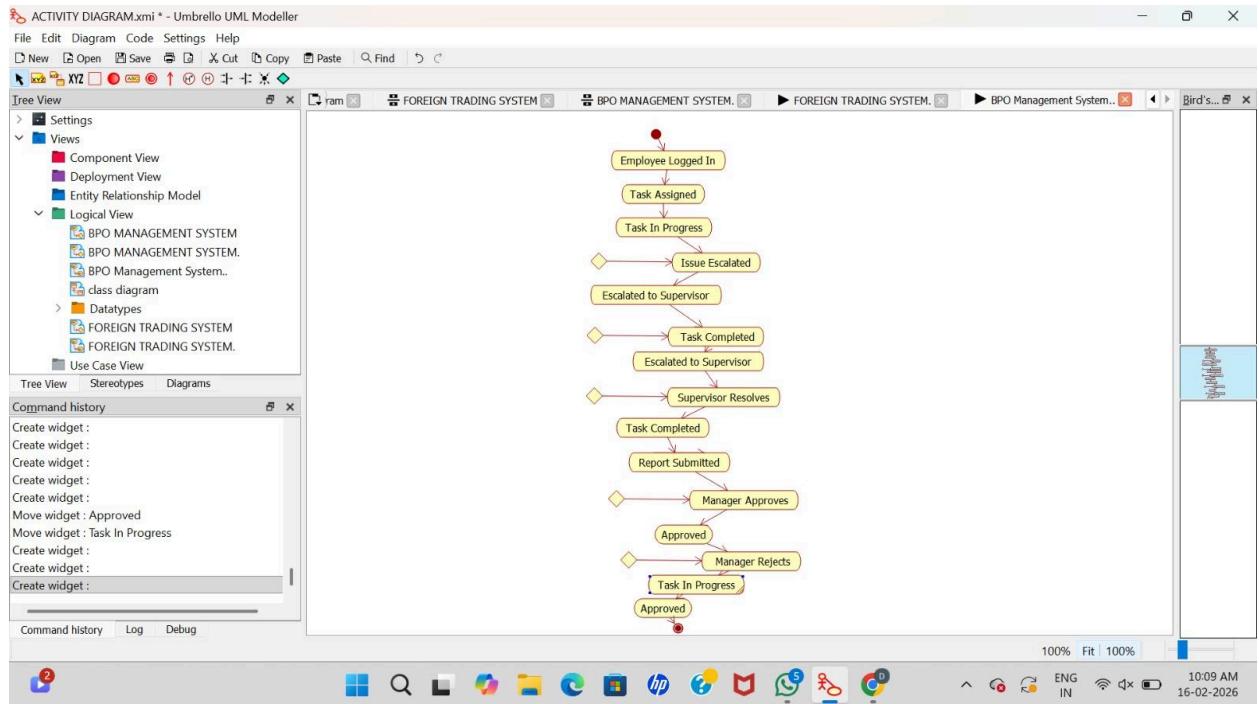 ACTIVITY DIAGRAM.xmi * - Umbrello UML Modeller
File Edit Diagram Code Settings Help
New Open Save Cut Copy Paste Find
XYZ XYZ ABC H H
Tree View
ram FOREIGN TRADING SYSTEM BPO MANAGEMENT SYSTEM. FOREIGN TRADING SYSTEM. BPO Management System.. Bird's...
Settings
Views
Component View
Deployment View
Entity Relationship Model
Logical View
BPO MANAGEMENT SYSTEM
BPO MANAGEMENT SYSTEM.
BPO Management System..
class diagram
Datatypes
FOREIGN TRADING SYSTEM
FOREIGN TRADING SYSTEM.
Use Case View
Tree View Stereotypes Diagrams
Command history
Create widget :
Create widget :
Create widget :
Create widget :
Create widget :
Move widget : Approved
Move widget : Task In Progress
Create widget :
Create widget :
Create widget :
Command history Log Debug
Employee Logged In
Task Assigned
Task In Progress
Issue Escalated
Escalated to Supervisor
Task Completed
Escalated to Supervisor
Supervisor Resolves
Task Completed
Report Submitted
Manager Approves
Approved
Manager Rejects
Task In Progress
Approved
100% Fit 100%
2
hp
5
D
ENG
IN
10:09 AM
16-02-2026